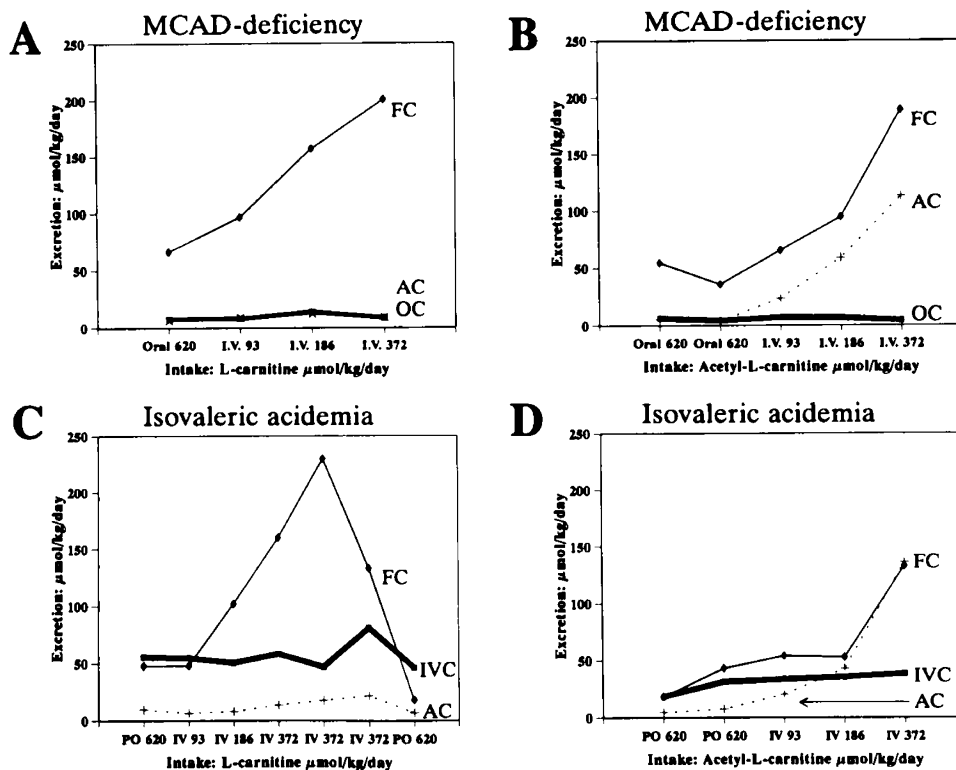 A
MCAD-deficiency
250
200
150
100
50
0
Excretion: µmol/kg/day
FC
AC
OC
Oral 620 I.V. 93 I.V. 186 I.V. 372
Intake: L-carnitine µmol/kg/day
B
MCAD-deficiency
250
200
150
100
50
0
Excretion: µmol/kg/day
FC
AC
OC
Oral 620 Oral 620 I.V. 93 I.V. 186 I.V. 372
Intake: Acetyl-L-carnitine µmol/kg/day
C
Isovaleric acidemia
250
200
150
100
50
0
Excretion: µmol/kg/day
FC
IVC
AC
PO 620 IV 93 IV 186 IV 372 IV 372 IV 372 PO 620
Intake: L-carnitine µmol/kg/day
D
Isovaleric acidemia
250
200
150
100
50
0
Excretion: µmol/kg/day
FC
IVC
AC
PO 620 PO 620 IV 93 IV 186 IV 372
Intake: Acetyl-L-carnitine µmol/kg/day